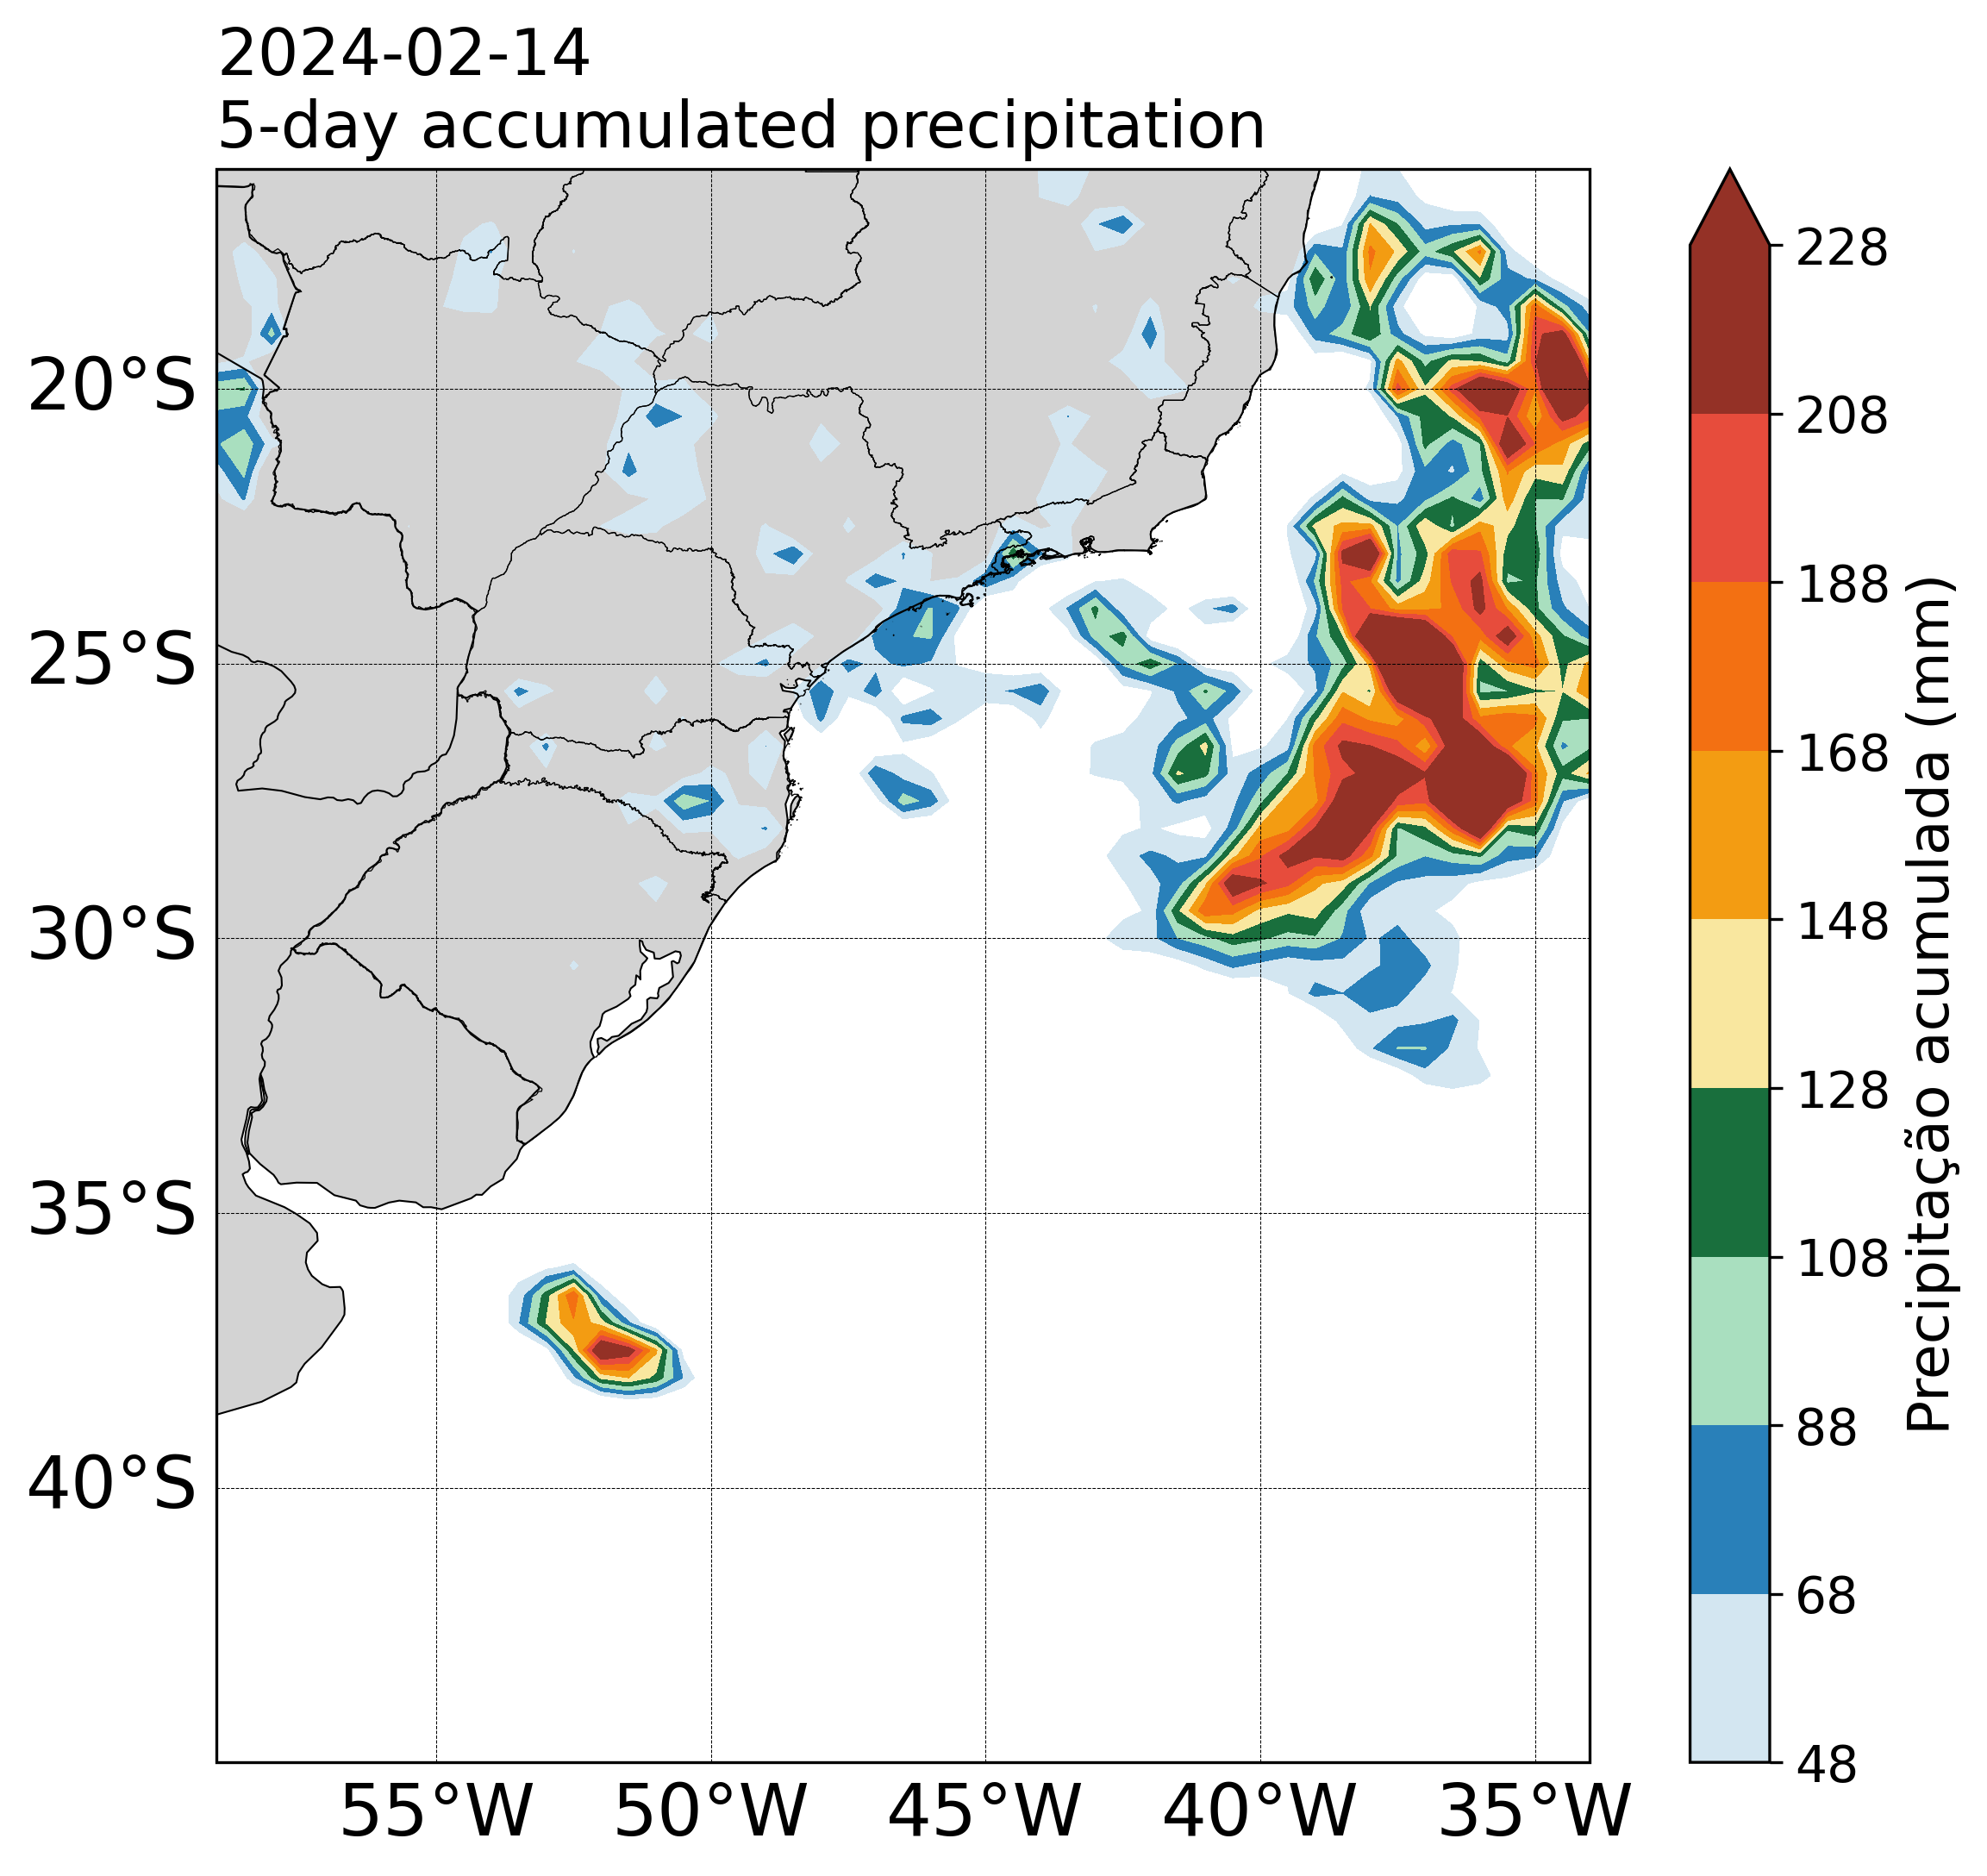 2024-02-14
5-day accumulated precipitation
20°S
25°S
30°S
35°S
40°S
55°W
50°W
45°W
40°W
35°W
228
208
188
168
148
128
108
88
68
48
Precipitação acumulada (mm)